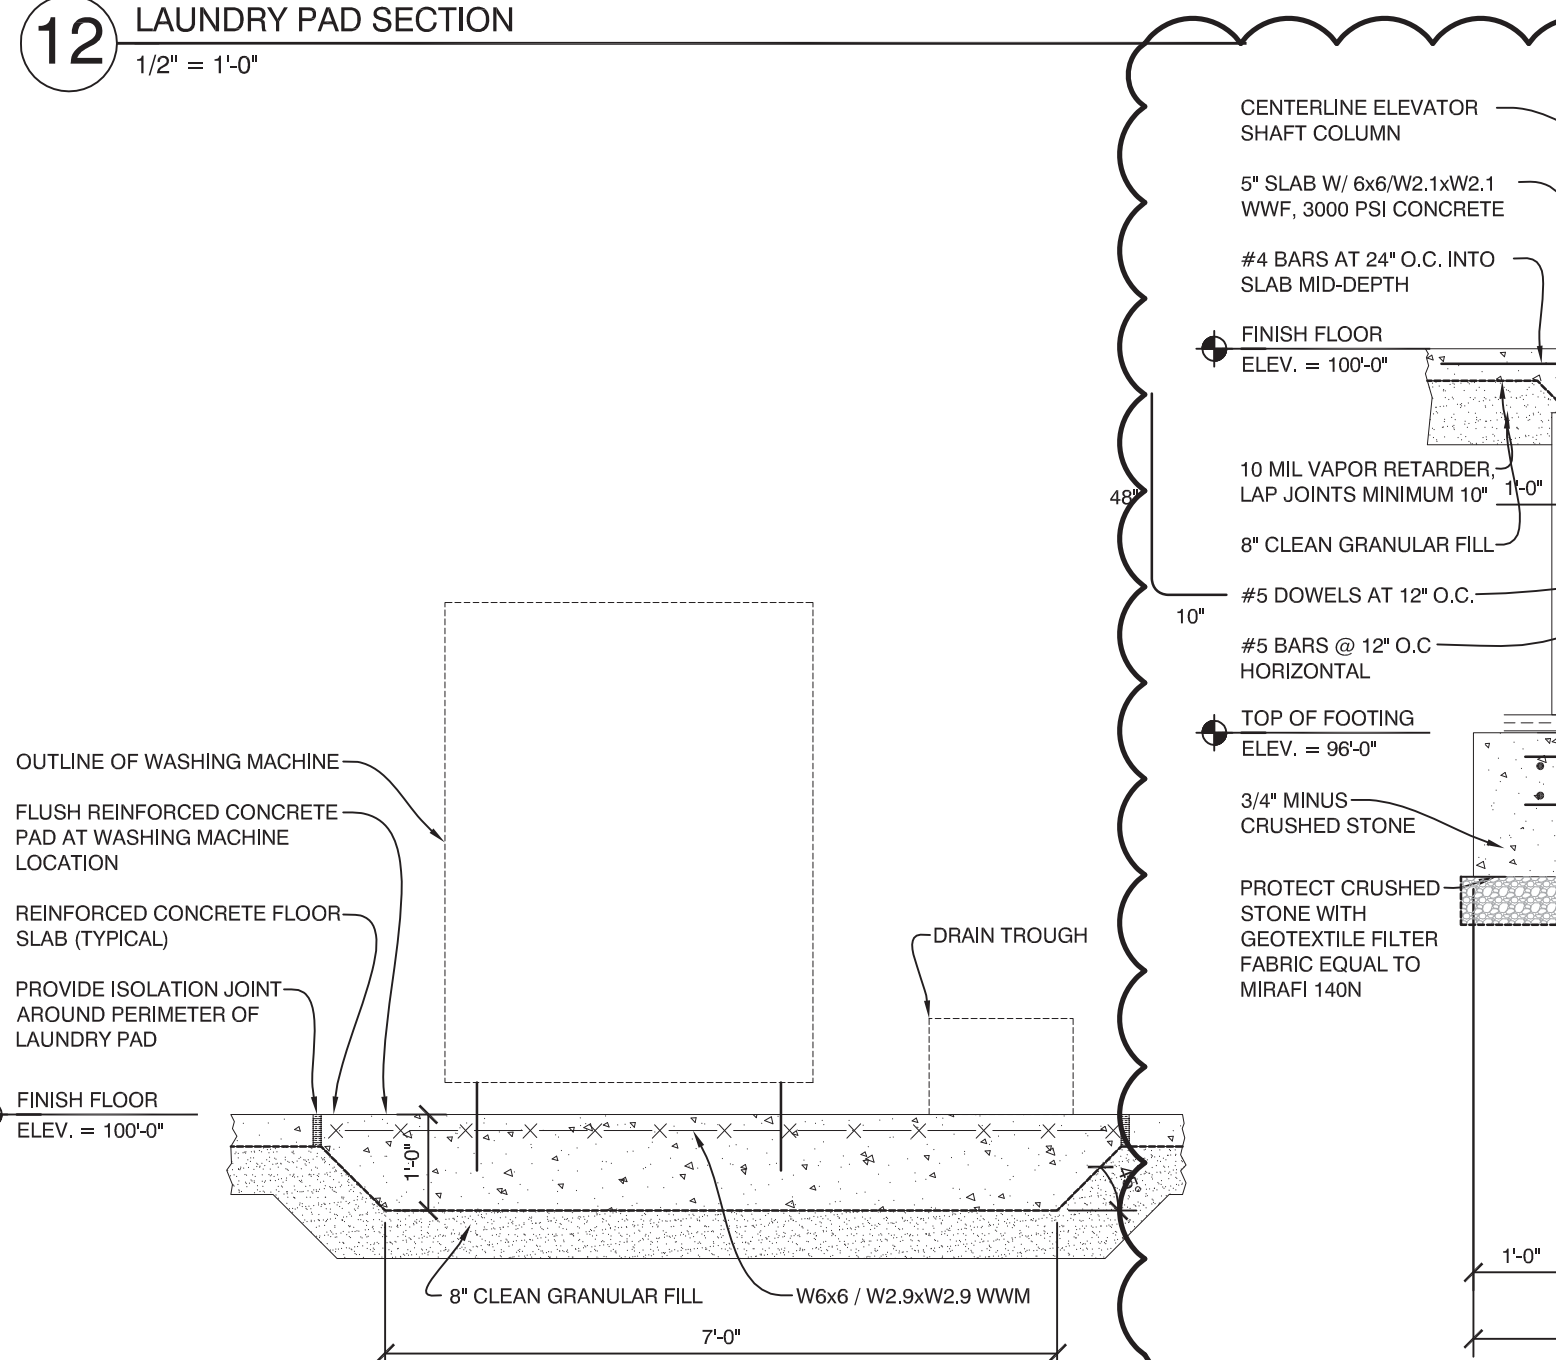 12
LAUNDRY PAD SECTION
1/2" = 1'-0"
OUTLINE OF WASHING MACHINE
FLUSH REINFORCED CONCRETE
PAD AT WASHING MACHINE
LOCATION
REINFORCED CONCRETE FLOOR
SLAB (TYPICAL)
PROVIDE ISOLATION JOINT
AROUND PERIMETER OF
LAUNDRY PAD
FINISH FLOOR
ELEV. = 100'-0"
DRAIN TROUGH
1'-0"
45°
8" CLEAN GRANULAR FILL
W6x6 / W2.9xW2.9 WWM
7'-0"
CENTERLINE ELEVATOR
SHAFT COLUMN
5" SLAB W/ 6x6/W2.1xW2.1
WWF, 3000 PSI CONCRETE
#4 BARS AT 24" O.C. INTO
SLAB MID-DEPTH
FINISH FLOOR
ELEV. = 100'-0"
10 MIL VAPOR RETARDER,
LAP JOINTS MINIMUM 10"
1'-0"
48"
8" CLEAN GRANULAR FILL
#5 DOWELS AT 12" O.C.
10"
#5 BARS @ 12" O.C
HORIZONTAL
TOP OF FOOTING
ELEV. = 96'-0"
3/4" MINUS
CRUSHED STONE
PROTECT CRUSHED
STONE WITH
GEOTEXTILE FILTER
FABRIC EQUAL TO
MIRAFI 140N
1'-0"